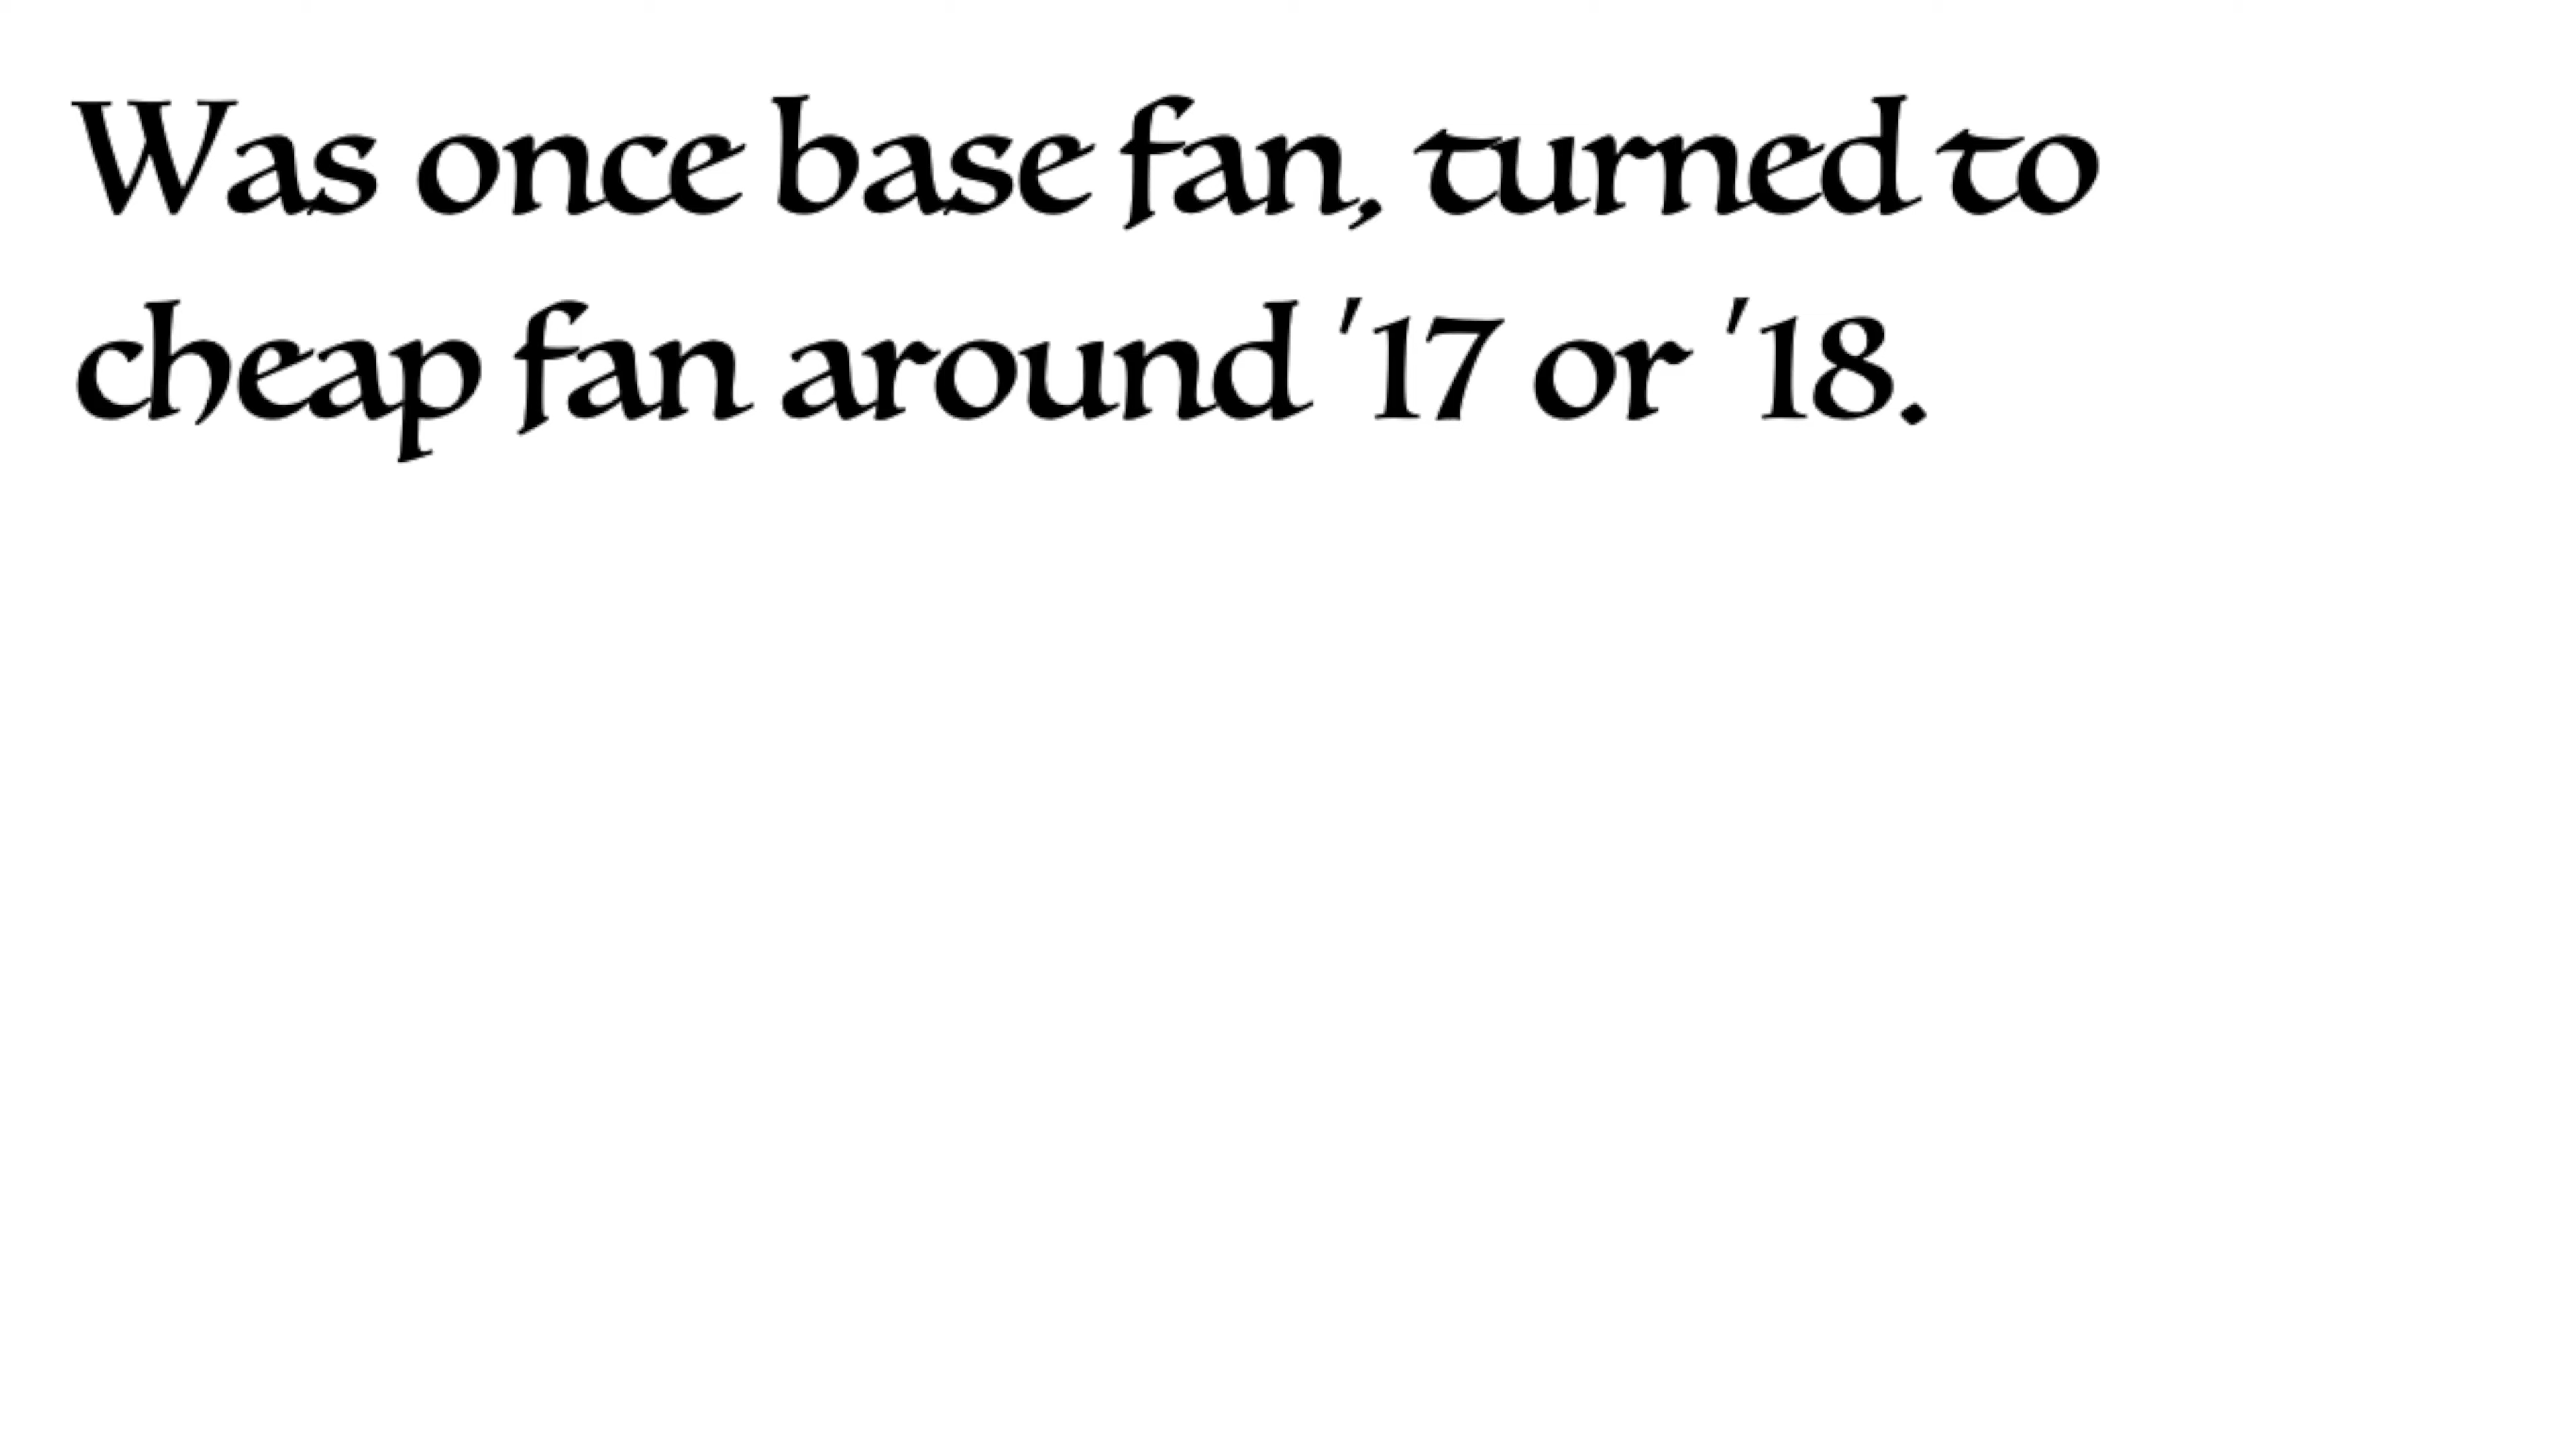 Was once base fan, turned to
cheap fan around '17 or '18.